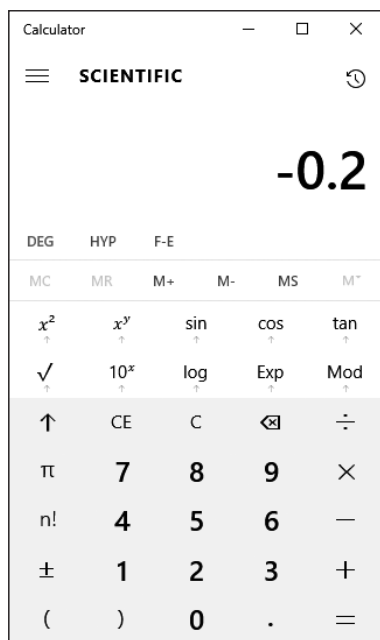 Calculator
SCIENTIFIC
-0.2
DEG HYP F-E
MC MR M+ M- MS M˅
x² xʸ sin cos tan
√ 10ˣ log Exp Mod
↑ CE C ⌫ ÷
π 7 8 9 ×
n! 4 5 6 −
± 1 2 3 +
( ) 0 . =